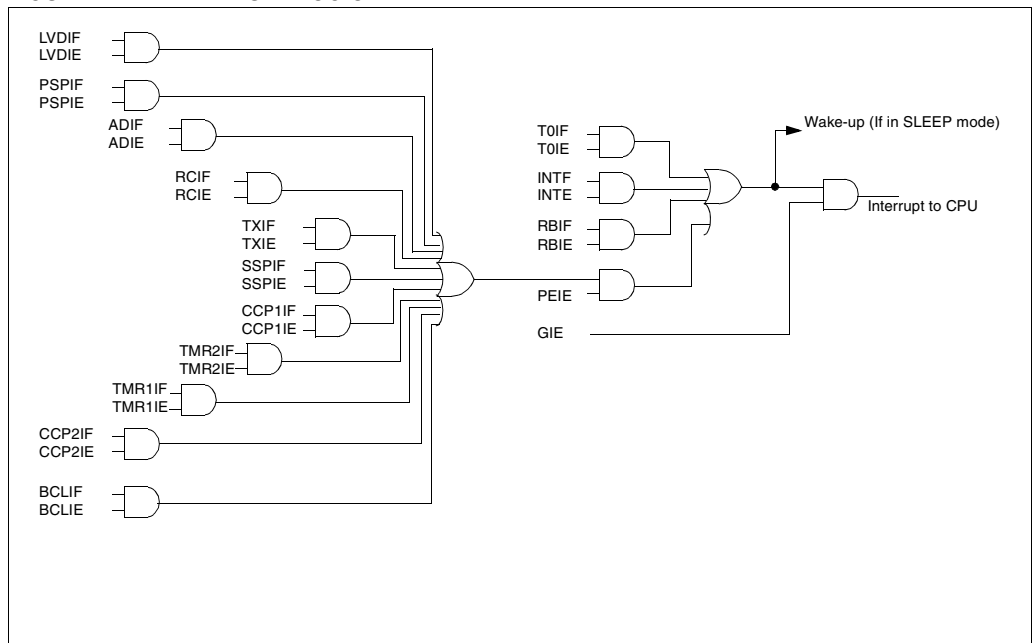 LVDIF
LVDIE
PSPIF
PSPIE
ADIF
ADIE
RCIF
RCIE
TXIF
TXIE
SSPIF
SSPIE
CCP1IF
CCP1IE
TMR2IF
TMR2IE
TMR1IF
TMR1IE
CCP2IF
CCP2IE
BCLIF
BCLIE
T0IF
T0IE
INTF
INTE
RBIF
RBIE
PEIE
GIE
Wake-up (If in SLEEP mode)
Interrupt to CPU